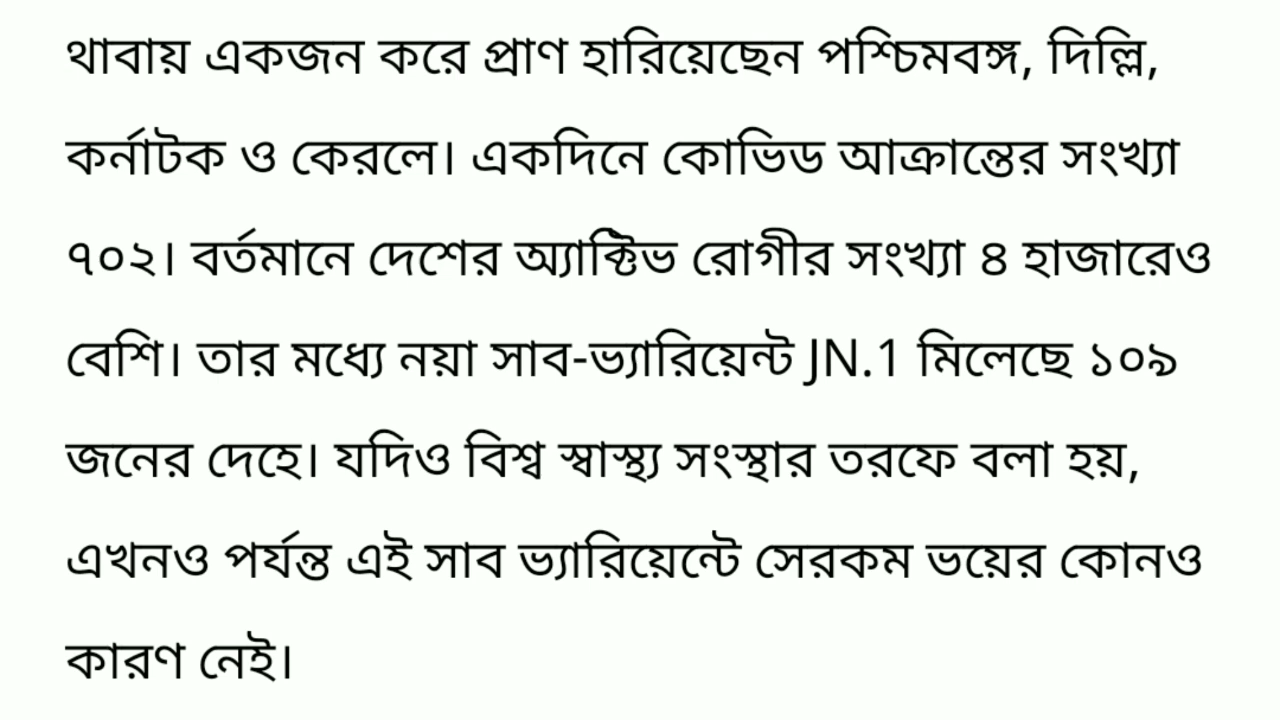 থাবায় একজন করে প্রাণ হারিয়েছেন পশ্চিমবঙ্গ, দিল্লি,
কর্নাটক ও কেরলে। একদিনে কোভিড আক্রান্তের সংখ্যা
৭০২। বর্তমানে দেশের অ্যাক্টিভ রোগীর সংখ্যা ৪ হাজারেও
বেশি। তার মধ্যে নয়া সাব-ভ্যারিয়েন্ট JN.1 মিলেছে ১০৯
জনের দেহে। যদিও বিশ্ব স্বাস্থ্য সংস্থার তরফে বলা হয়,
এখনও পর্যন্ত এই সাব ভ্যারিয়েন্টে সেরকম ভয়ের কোনও
কারণ নেই।